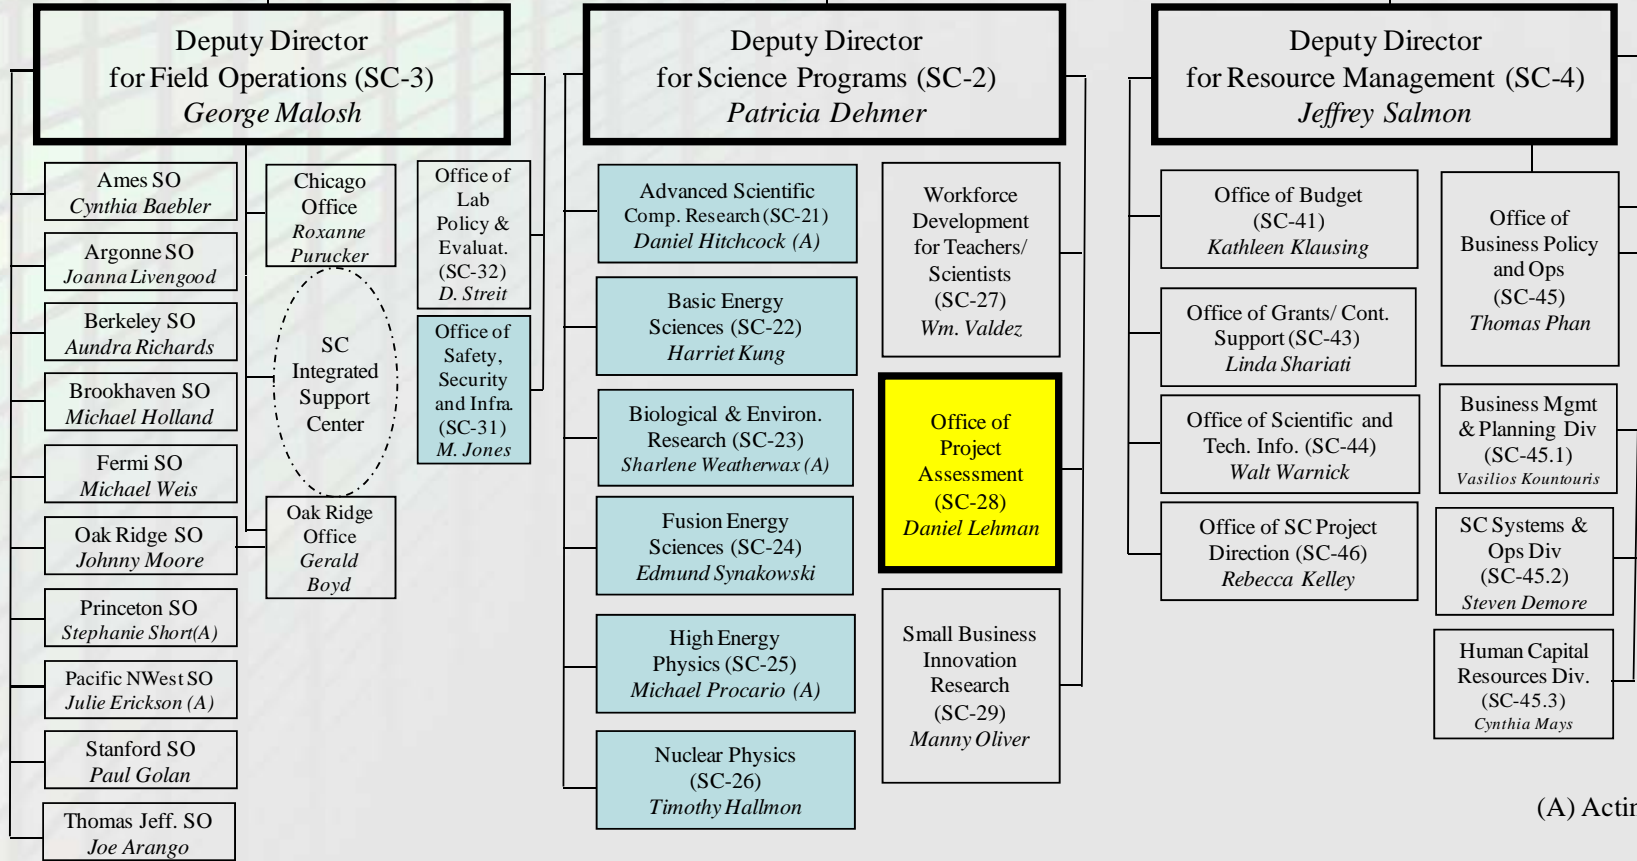 Deputy Director
for Field Operations (SC-3)
George Malosh
Ames SO
Cynthia Baebler
Argonne SO
Joanna Livengood
Berkeley SO
Aundra Richards
Brookhaven SO
Michael Holland
Fermi SO
Michael Weis
Oak Ridge SO
Johnny Moore
Princeton SO
Stephanie Short(A)
Pacific NWest SO
Julie Erickson (A)
Stanford SO
Paul Golan
Thomas Jeff. SO
Joe Arango
Chicago
Office
Roxanne
Purucker
SC
Integrated
Support
Center
Oak Ridge
Office
Gerald
Boyd
Office of
Lab
Policy &
Evaluat.
(SC-32)
D. Streit
Office of
Safety,
Security
and Infra.
(SC-31)
M. Jones
Deputy Director
for Science Programs (SC-2)
Patricia Dehmer
Advanced Scientific
Comp. Research (SC-21)
Daniel Hitchcock (A)
Basic Energy
Sciences (SC-22)
Harriet Kung
Biological & Environ.
Research (SC-23)
Sharlene Weatherwax (A)
Fusion Energy
Sciences (SC-24)
Edmund Synakowski
High Energy
Physics (SC-25)
Michael Procario (A)
Nuclear Physics
(SC-26)
Timothy Hallmon
Workforce
Development
for Teachers/
Scientists
(SC-27)
Wm. Valdez
Office of
Project
Assessment
(SC-28)
Daniel Lehman
Small Business
Innovation
Research
(SC-29)
Manny Oliver
Deputy Director
for Resource Management (SC-4)
Jeffrey Salmon
Office of Budget
(SC-41)
Kathleen Klausing
Office of Grants/ Cont.
Support (SC-43)
Linda Shariati
Office of Scientific and
Tech. Info. (SC-44)
Walt Warnick
Office of SC Project
Direction (SC-46)
Rebecca Kelley
Office of
Business Policy
and Ops
(SC-45)
Thomas Phan
Business Mgmt
& Planning Div
(SC-45.1)
Vasilios Kountouris
SC Systems &
Ops Div
(SC-45.2)
Steven Demore
Human Capital
Resources Div.
(SC-45.3)
Cynthia Mays
(A) Actin